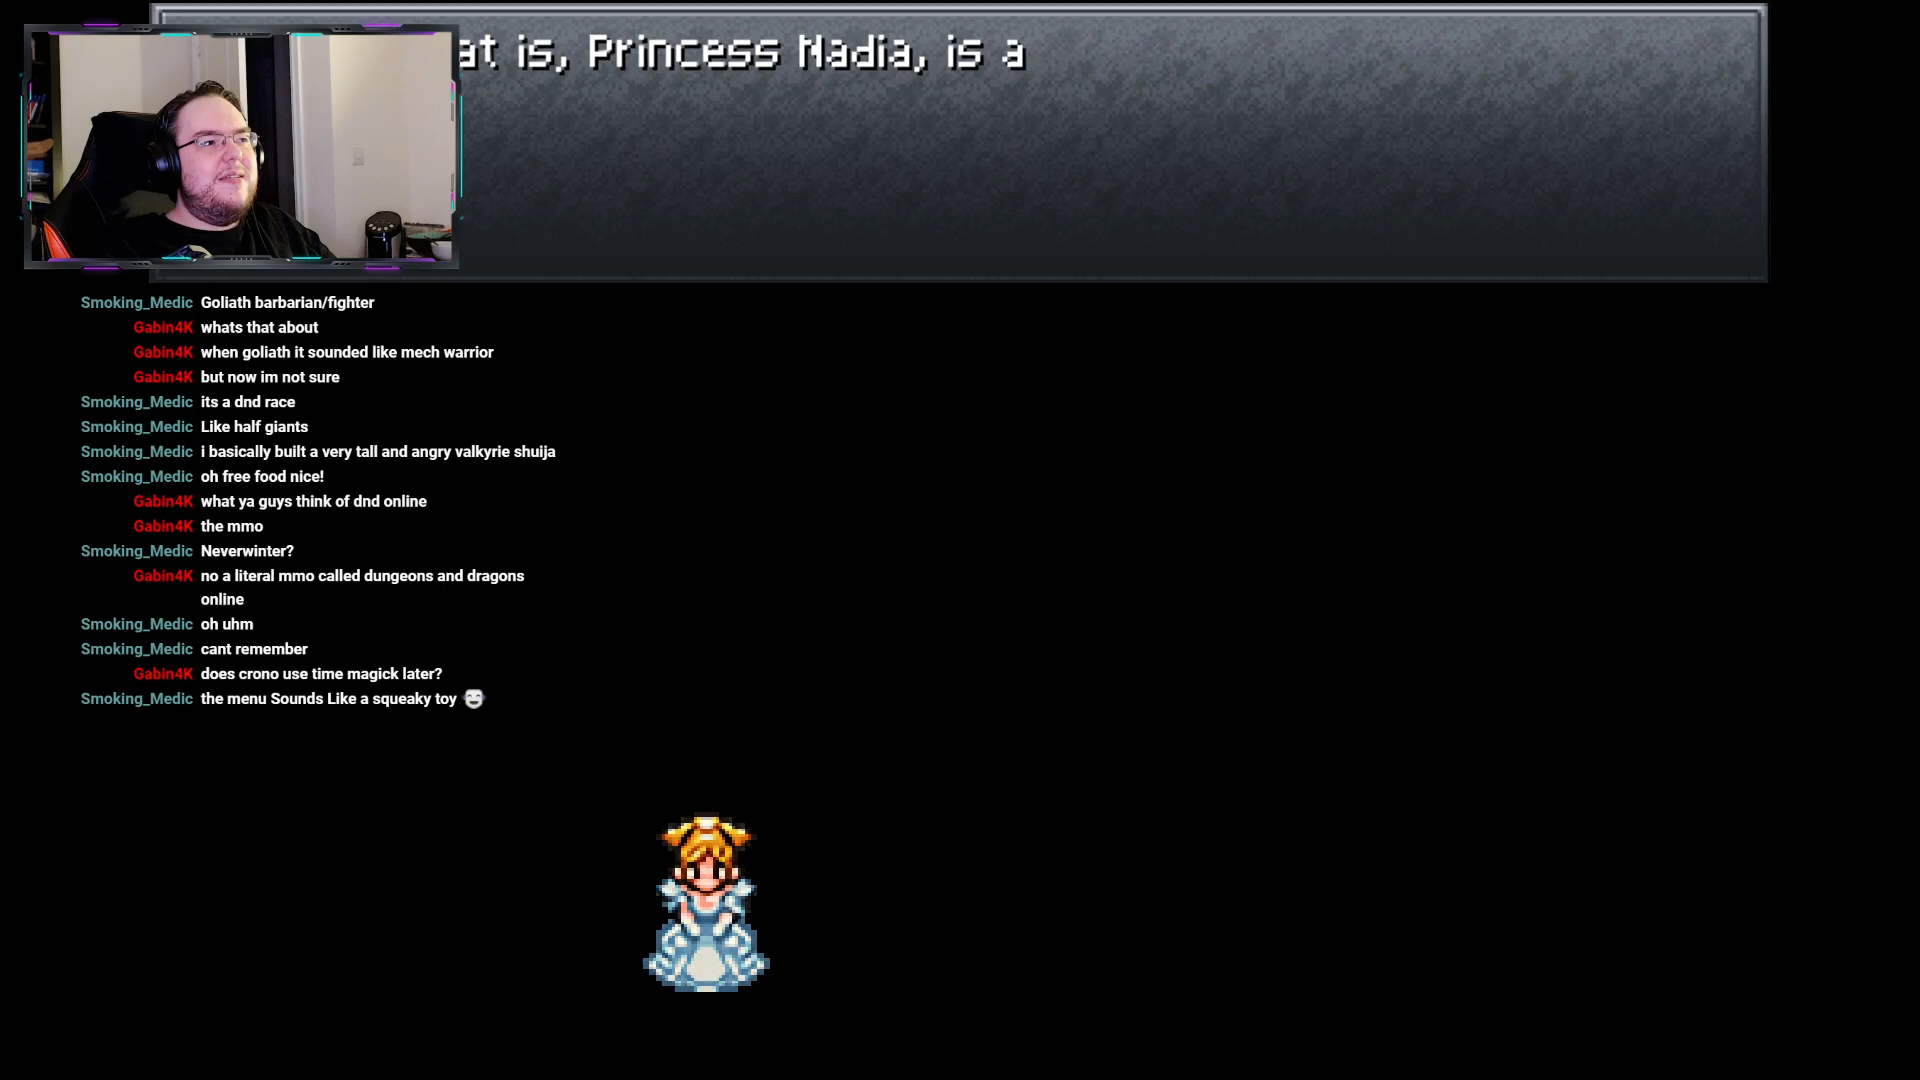 at is, Princess Nadia, is a
Smoking_Medic Goliath barbarian/fighter
Gabin4K whats that about
Gabin4K when goliath it sounded like mech warrior
Gabin4K but now im not sure
Smoking_Medic its a dnd race
Smoking_Medic Like half giants
Smoking_Medic i basically built a very tall and angry valkyrie shuija
Smoking_Medic oh free food nice!
Gabin4K what ya guys think of dnd online
Gabin4K the mmo
Smoking_Medic Neverwinter?
Gabin4K no a literal mmo called dungeons and dragons
online
Smoking_Medic oh uhm
Smoking_Medic cant remember
Gabin4K does crono use time magick later?
Smoking_Medic the menu Sounds Like a squeaky toy